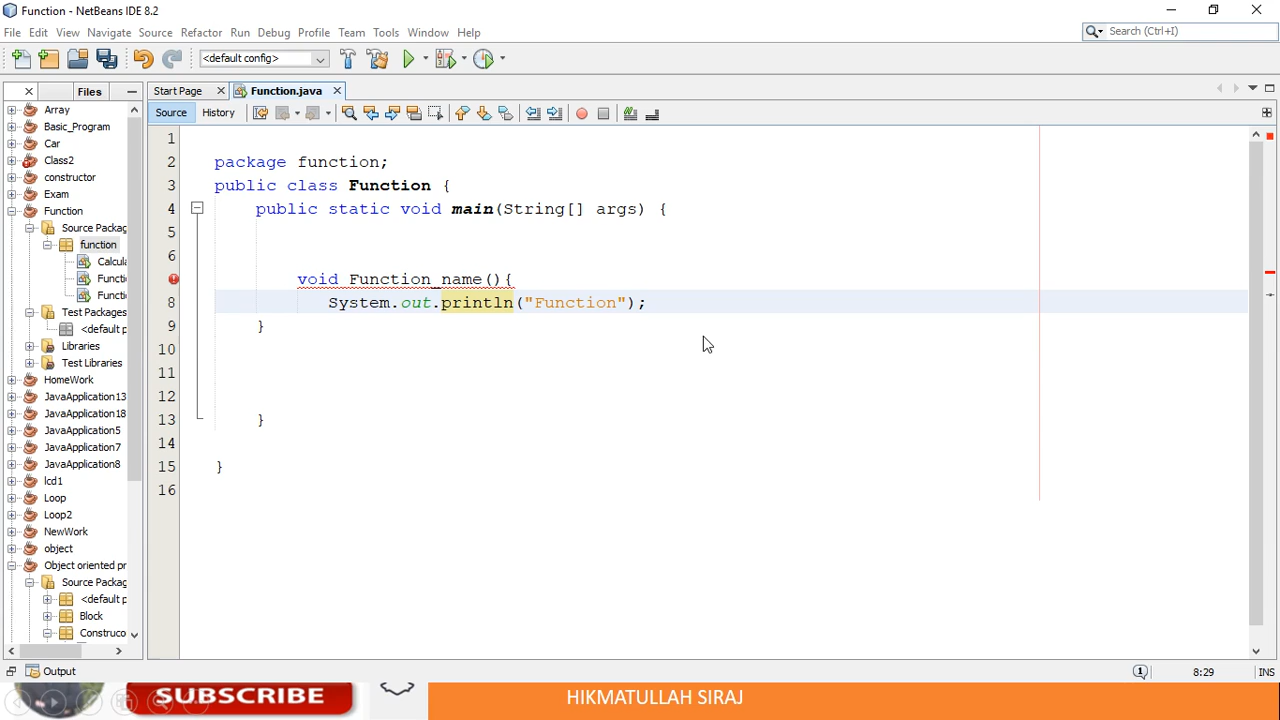 Function - NetBeans IDE 8.2
File Edit View Navigate Source Refactor Run Debug Profile Team Tools Window Help
Search (Ctrl+I)
<default config>
Files
Start Page
Function.java
Source
History
Array
Basic_Program
Car
Class2
constructor
Exam
Function
Source Packag
function
Calcula
Functi
Functi
Test Packages
<default p
Libraries
Test Libraries
HomeWork
JavaApplication13
JavaApplication18
JavaApplication5
JavaApplication7
JavaApplication8
lcd1
Loop
Loop2
NewWork
object
Object oriented pr
Source Packag
<default p
Block
Construco
1
2 package function;
3 public class Function {
4 public static void main(String[] args) {
5
6
7 void Function_name(){
8 System.out.println("Function");
9 }
10
11
12
13 }
14
15 }
16
Output
1
8:29
INS
SUBSCRIBE
HIKMATULLAH SIRAJ